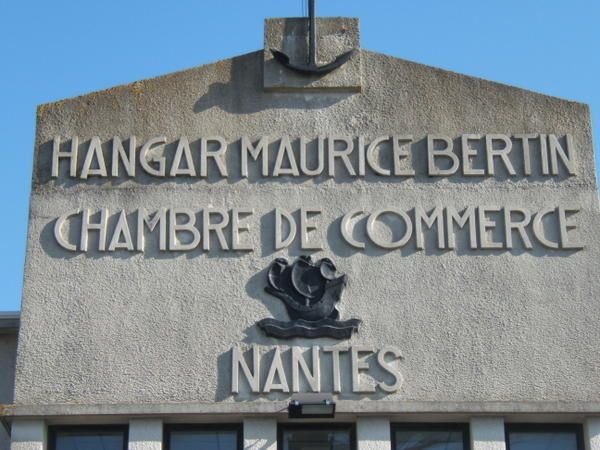 HANGAR MAURICE BERTIN
CHAMBRE DE COMMERCE
NANTES